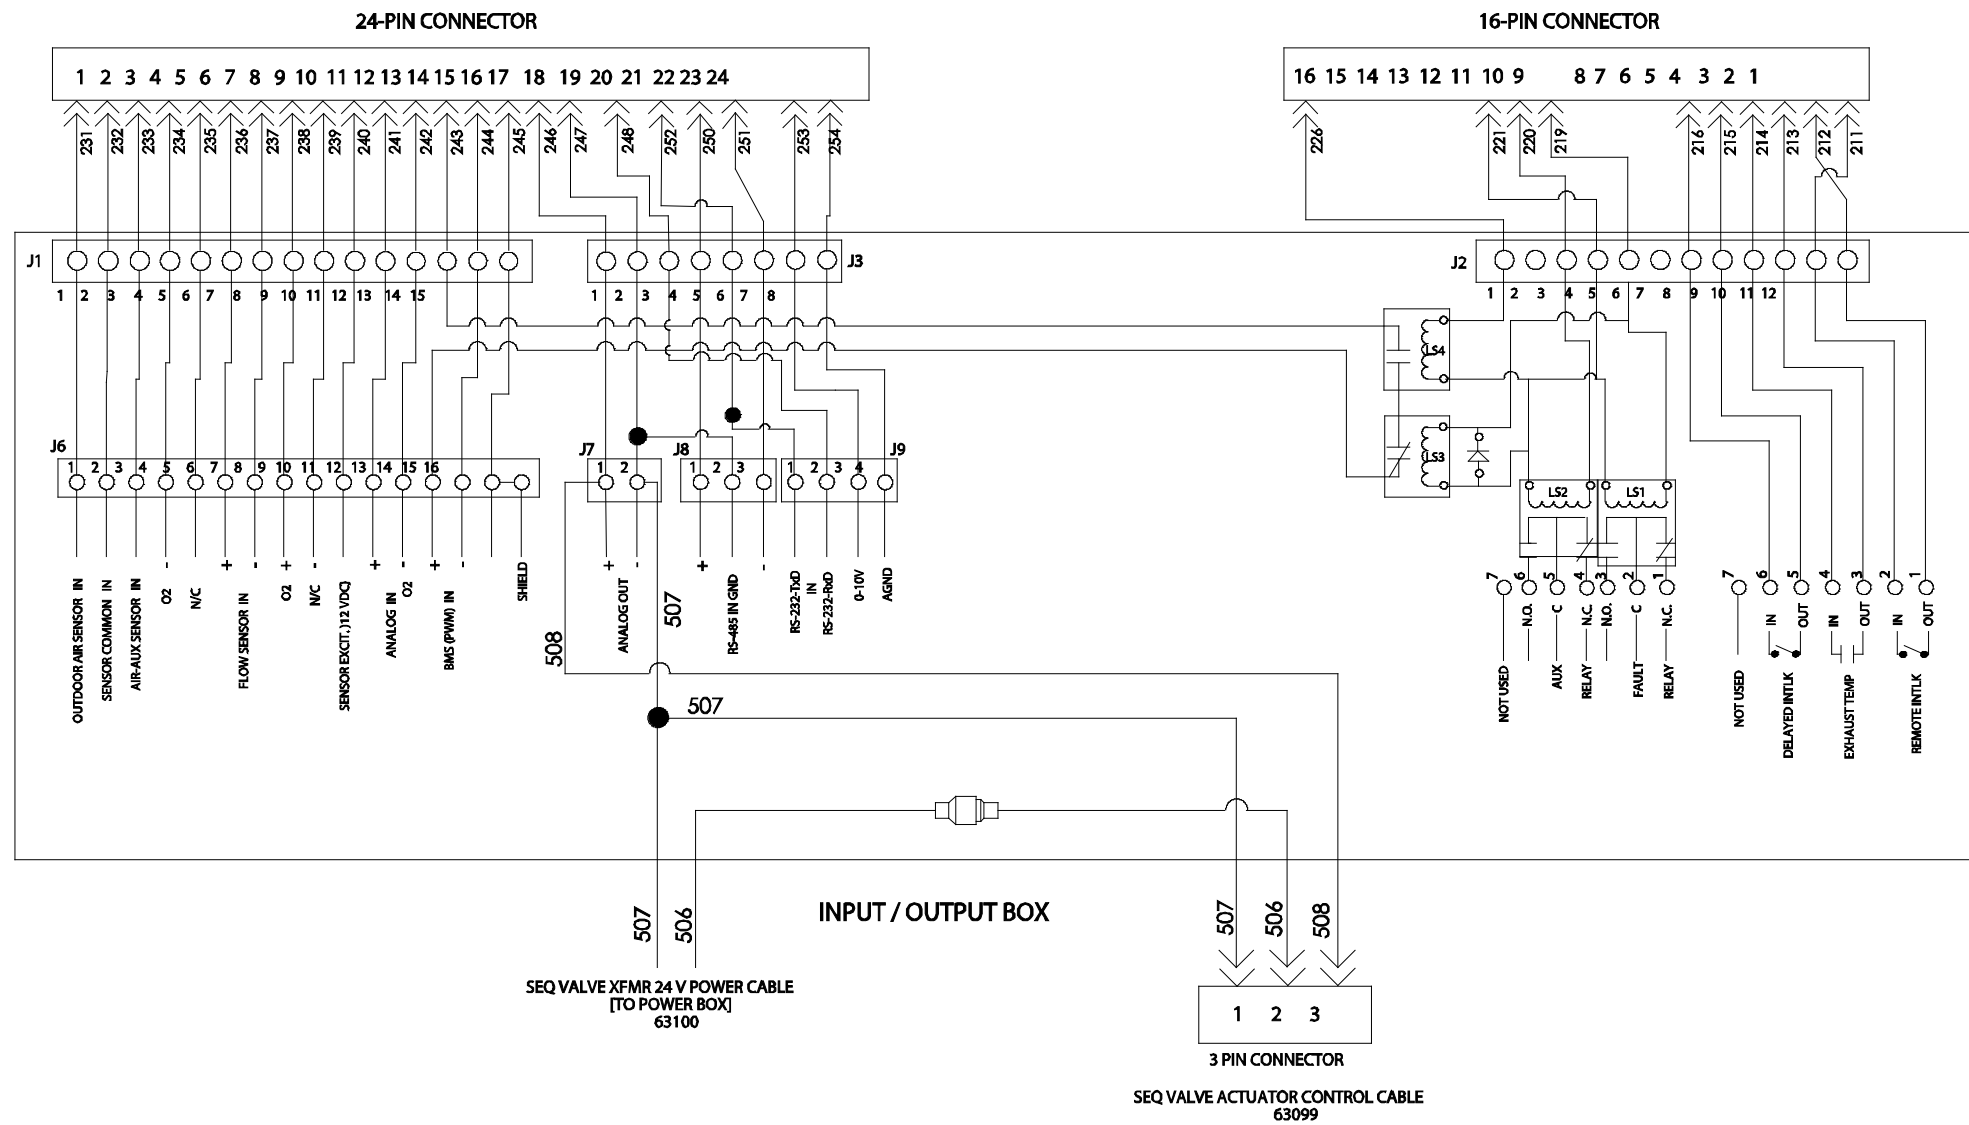 24-PIN CONNECTOR
16-PIN CONNECTOR
1 2 3 4 5 6 7 8 9 10 11 12 13 14 15 16 17 18 19 20 21 22 23 24
16 15 14 13 12 11 10 9 8 7 6 5 4 3 2 1
231 232 233 234 235 236 237 238 239 240 241 242 243 244 245 246 247 248 252 250 251 253 254
226 221 220 219 216 215 214 213 212 211
J1
J3
J2
1 2 3 4 5 6 7 8 9 10 11 12 13 14 15
1 2 3 4 5 6 7 8
1 2 3 4 5 6 7 8 9 10 11 12
LS4
LS3
LS2
LS1
J6
J7
J8
J9
1 2 3 4 5 6 7 8 9 10 11 12 13 14 15 16
1 2
1 2 3
1 2 3 4
OUTDOOR AIR SENSOR IN
SENSOR COMMON IN
AIR-AUX SENSOR IN
- O2
N/C
+ -
FLOW SENSOR IN
+ O2
- N/C
SENSOR EXCIT. )12 VDC)
+ -
ANALOG IN
O2
+ -
BMS (PWM) IN
SHIELD
+ -
ANALOG OUT
+ -
RS-485 IN GND
RS-232-TxD
IN
RS-232-RxD
0-10V
AGND
7 6 5 4 3 2 1
N.O. C N.C. N.O. C N.C.
NOT USED
AUX
RELAY
FAULT
RELAY
7 6 5 4 3 2 1
IN OUT IN OUT IN OUT
NOT USED
DELAYED INTLK
EXHAUST TEMP
REMOTE INTLK
508
507
507
507
506
INPUT / OUTPUT BOX
507
506
508
SEQ VALVE XFMR 24 V POWER CABLE
[TO POWER BOX]
63100
1 2 3
3 PIN CONNECTOR
SEQ VALVE ACTUATOR CONTROL CABLE
63099